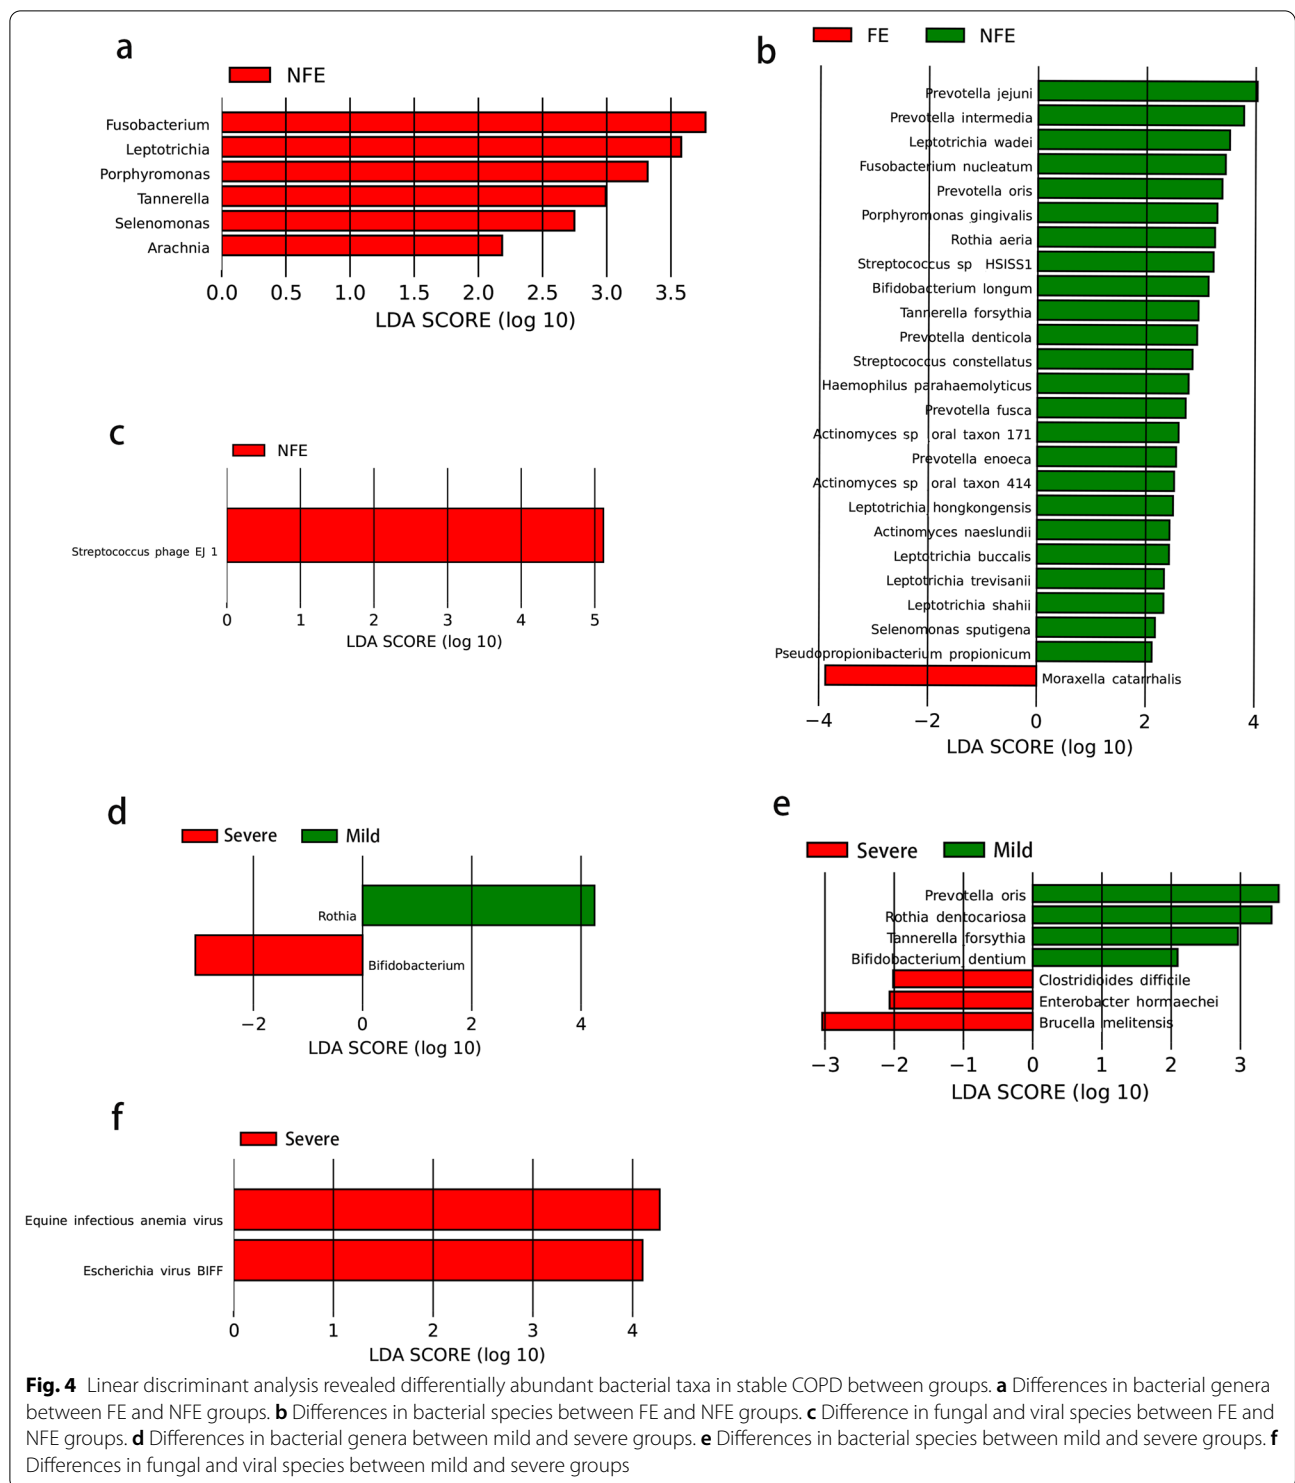 a
NFE
Fusobacterium
Leptotrichia
Porphyromonas
Tannerella
Selenomonas
Arachnia
0.0 0.5 1.0 1.5 2.0 2.5 3.0 3.5
LDA SCORE (log 10)
b
FE NFE
Prevotella jejuni
Prevotella intermedia
Leptotrichia wadei
Fusobacterium nucleatum
Prevotella oris
Porphyromonas gingivalis
Rothia aeria
Streptococcus sp HSISS1
Bifidobacterium longum
Tannerella forsythia
Prevotella denticola
Streptococcus constellatus
Haemophilus parahaemolyticus
Prevotella fusca
Actinomyces sp oral taxon 171
Prevotella enoeca
Actinomyces sp oral taxon 414
Leptotrichia hongkongensis
Actinomyces naeslundii
Leptotrichia buccalis
Leptotrichia trevisanii
Leptotrichia shahii
Selenomonas sputigena
Pseudopropionibacterium propionicum
Moraxella catarrhalis
−4 −2 0 2 4
LDA SCORE (log 10)
c
NFE
Streptococcus phage EJ 1
0 1 2 3 4 5
LDA SCORE (log 10)
d
Severe Mild
Rothia
Bifidobacterium
−2 0 2 4
LDA SCORE (log 10)
e
Severe Mild
Prevotella oris
Rothia dentocariosa
Tannerella forsythia
Bifidobacterium dentium
Clostridioides difficile
Enterobacter hormaechei
Brucella melitensis
−3 −2 −1 0 1 2 3
LDA SCORE (log 10)
f
Severe
Equine infectious anemia virus
Escherichia virus BIFF
0 1 2 3 4
LDA SCORE (log 10)
Fig. 4 Linear discriminant analysis revealed differentially abundant bacterial taxa in stable COPD between groups. a Differences in bacterial genera
between FE and NFE groups. b Differences in bacterial species between FE and NFE groups. c Difference in fungal and viral species between FE and
NFE groups. d Differences in bacterial genera between mild and severe groups. e Differences in bacterial species between mild and severe groups. f
Differences in fungal and viral species between mild and severe groups